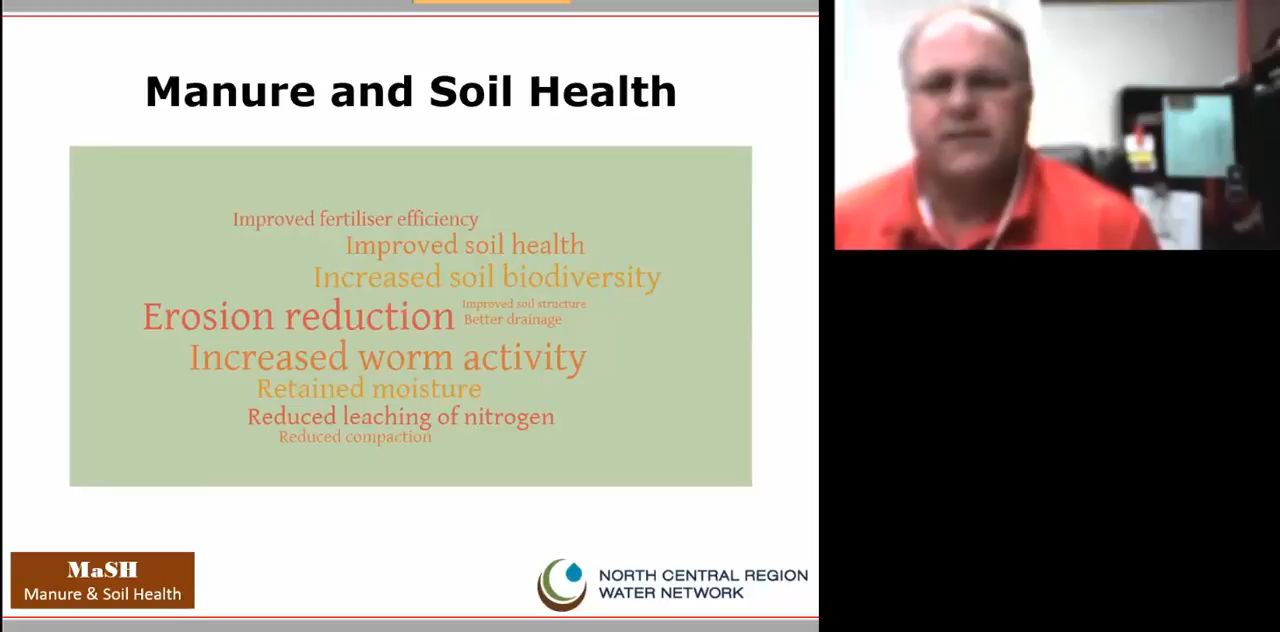 Manure and Soil Health
Improved fertiliser efficiency
Improved soil health
Increased soil biodiversity
Erosion reduction
Improved soil structure
Better drainage
Increased worm activity
Retained moisture
Reduced leaching of nitrogen
Reduced compaction
MaSH
Manure & Soil Health
NORTH CENTRAL REGION
WATER NETWORK